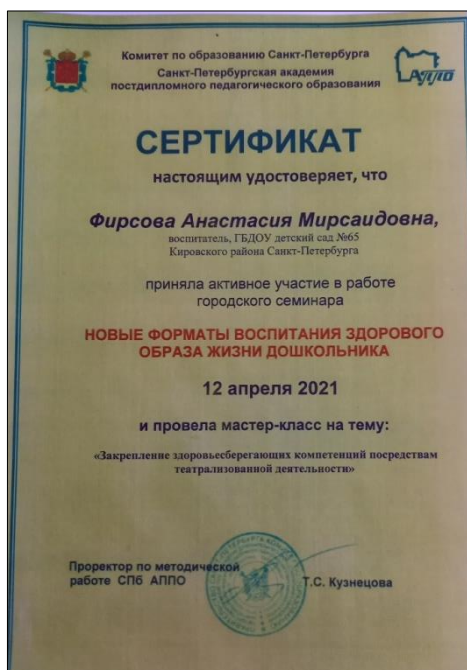 Комитет по образованию Санкт-Петербурга
Санкт-Петербургская академия
постдипломного педагогического образования
АППО
СЕРТИФИКАТ
настоящим удостоверяет, что
Фирсова Анастасия Мирсаидовна,
воспитатель, ГБДОУ детский сад №65
Кировского района Санкт-Петербурга
приняла активное участие в работе
городского семинара
НОВЫЕ ФОРМАТЫ ВОСПИТАНИЯ ЗДОРОВОГО
ОБРАЗА ЖИЗНИ ДОШКОЛЬНИКА
12 апреля 2021
и провела мастер-класс на тему:
«Закрепление здоровьесберегающих компетенций посредствам
театрализованной деятельности»
Проректор по методической
работе СПб АППО
Т.С. Кузнецова